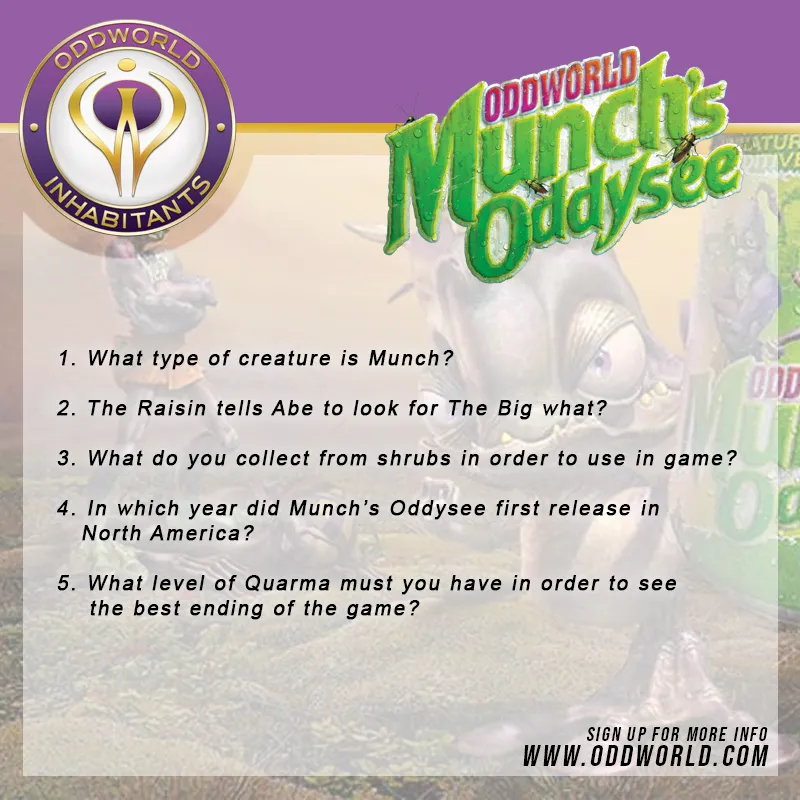 ODDWORLD
INHABITANTS
ODDWORLD
Munch's
Oddysee
1. What type of creature is Munch?
2. The Raisin tells Abe to look for The Big what?
3. What do you collect from shrubs in order to use in game?
4. In which year did Munch’s Oddysee first release in
North America?
5. What level of Quarma must you have in order to see
the best ending of the game?
SIGN UP FOR MORE INFO
WWW.ODDWORLD.COM